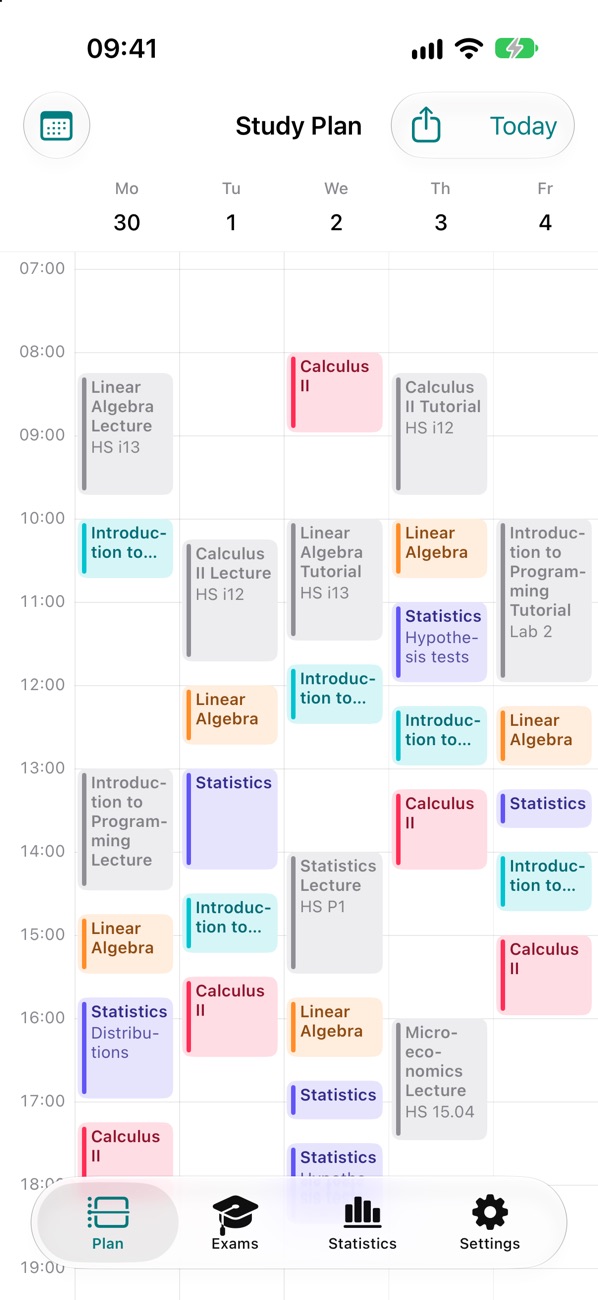 09:41
Study Plan
Today
Mo
Tu
We
Th
Fr
30
1
2
3
4
07:00
08:00
09:00
10:00
11:00
12:00
13:00
14:00
15:00
16:00
17:00
18:00
19:00
Linear
Algebra
Lecture
HS i13
Introduc-
tion to...
Introduc-
tion to
Program-
ming
Lecture
Linear
Algebra
Statistics
Distribu-
tions
Calculus
II
Calculus
II Lecture
HS i12
Linear
Algebra
Statistics
Introduc-
tion to...
Calculus
II
Calculus
II
Linear
Algebra
Tutorial
HS i13
Introduc-
tion to...
Statistics
Lecture
HS P1
Linear
Algebra
Statistics
Statistics
Calculus
II Tutorial
HS i12
Linear
Algebra
Statistics
Hypothe-
sis tests
Introduc-
tion to...
Calculus
II
Micro-
eco-
nomics
Lecture
HS 15.04
Introduc-
tion to
Program-
ming
Tutorial
Lab 2
Linear
Algebra
Statistics
Introduc-
tion to...
Calculus
II
Plan
Exams
Statistics
Settings